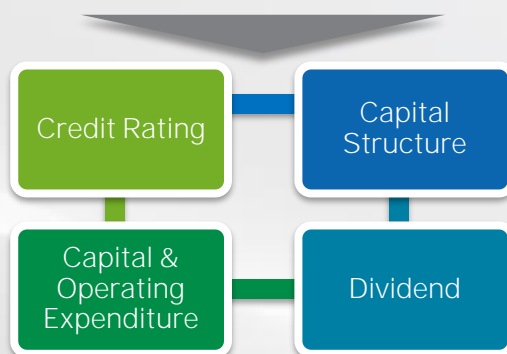 Credit Rating
Capital
Structure
Capital &
Operating
Expenditure
Dividend